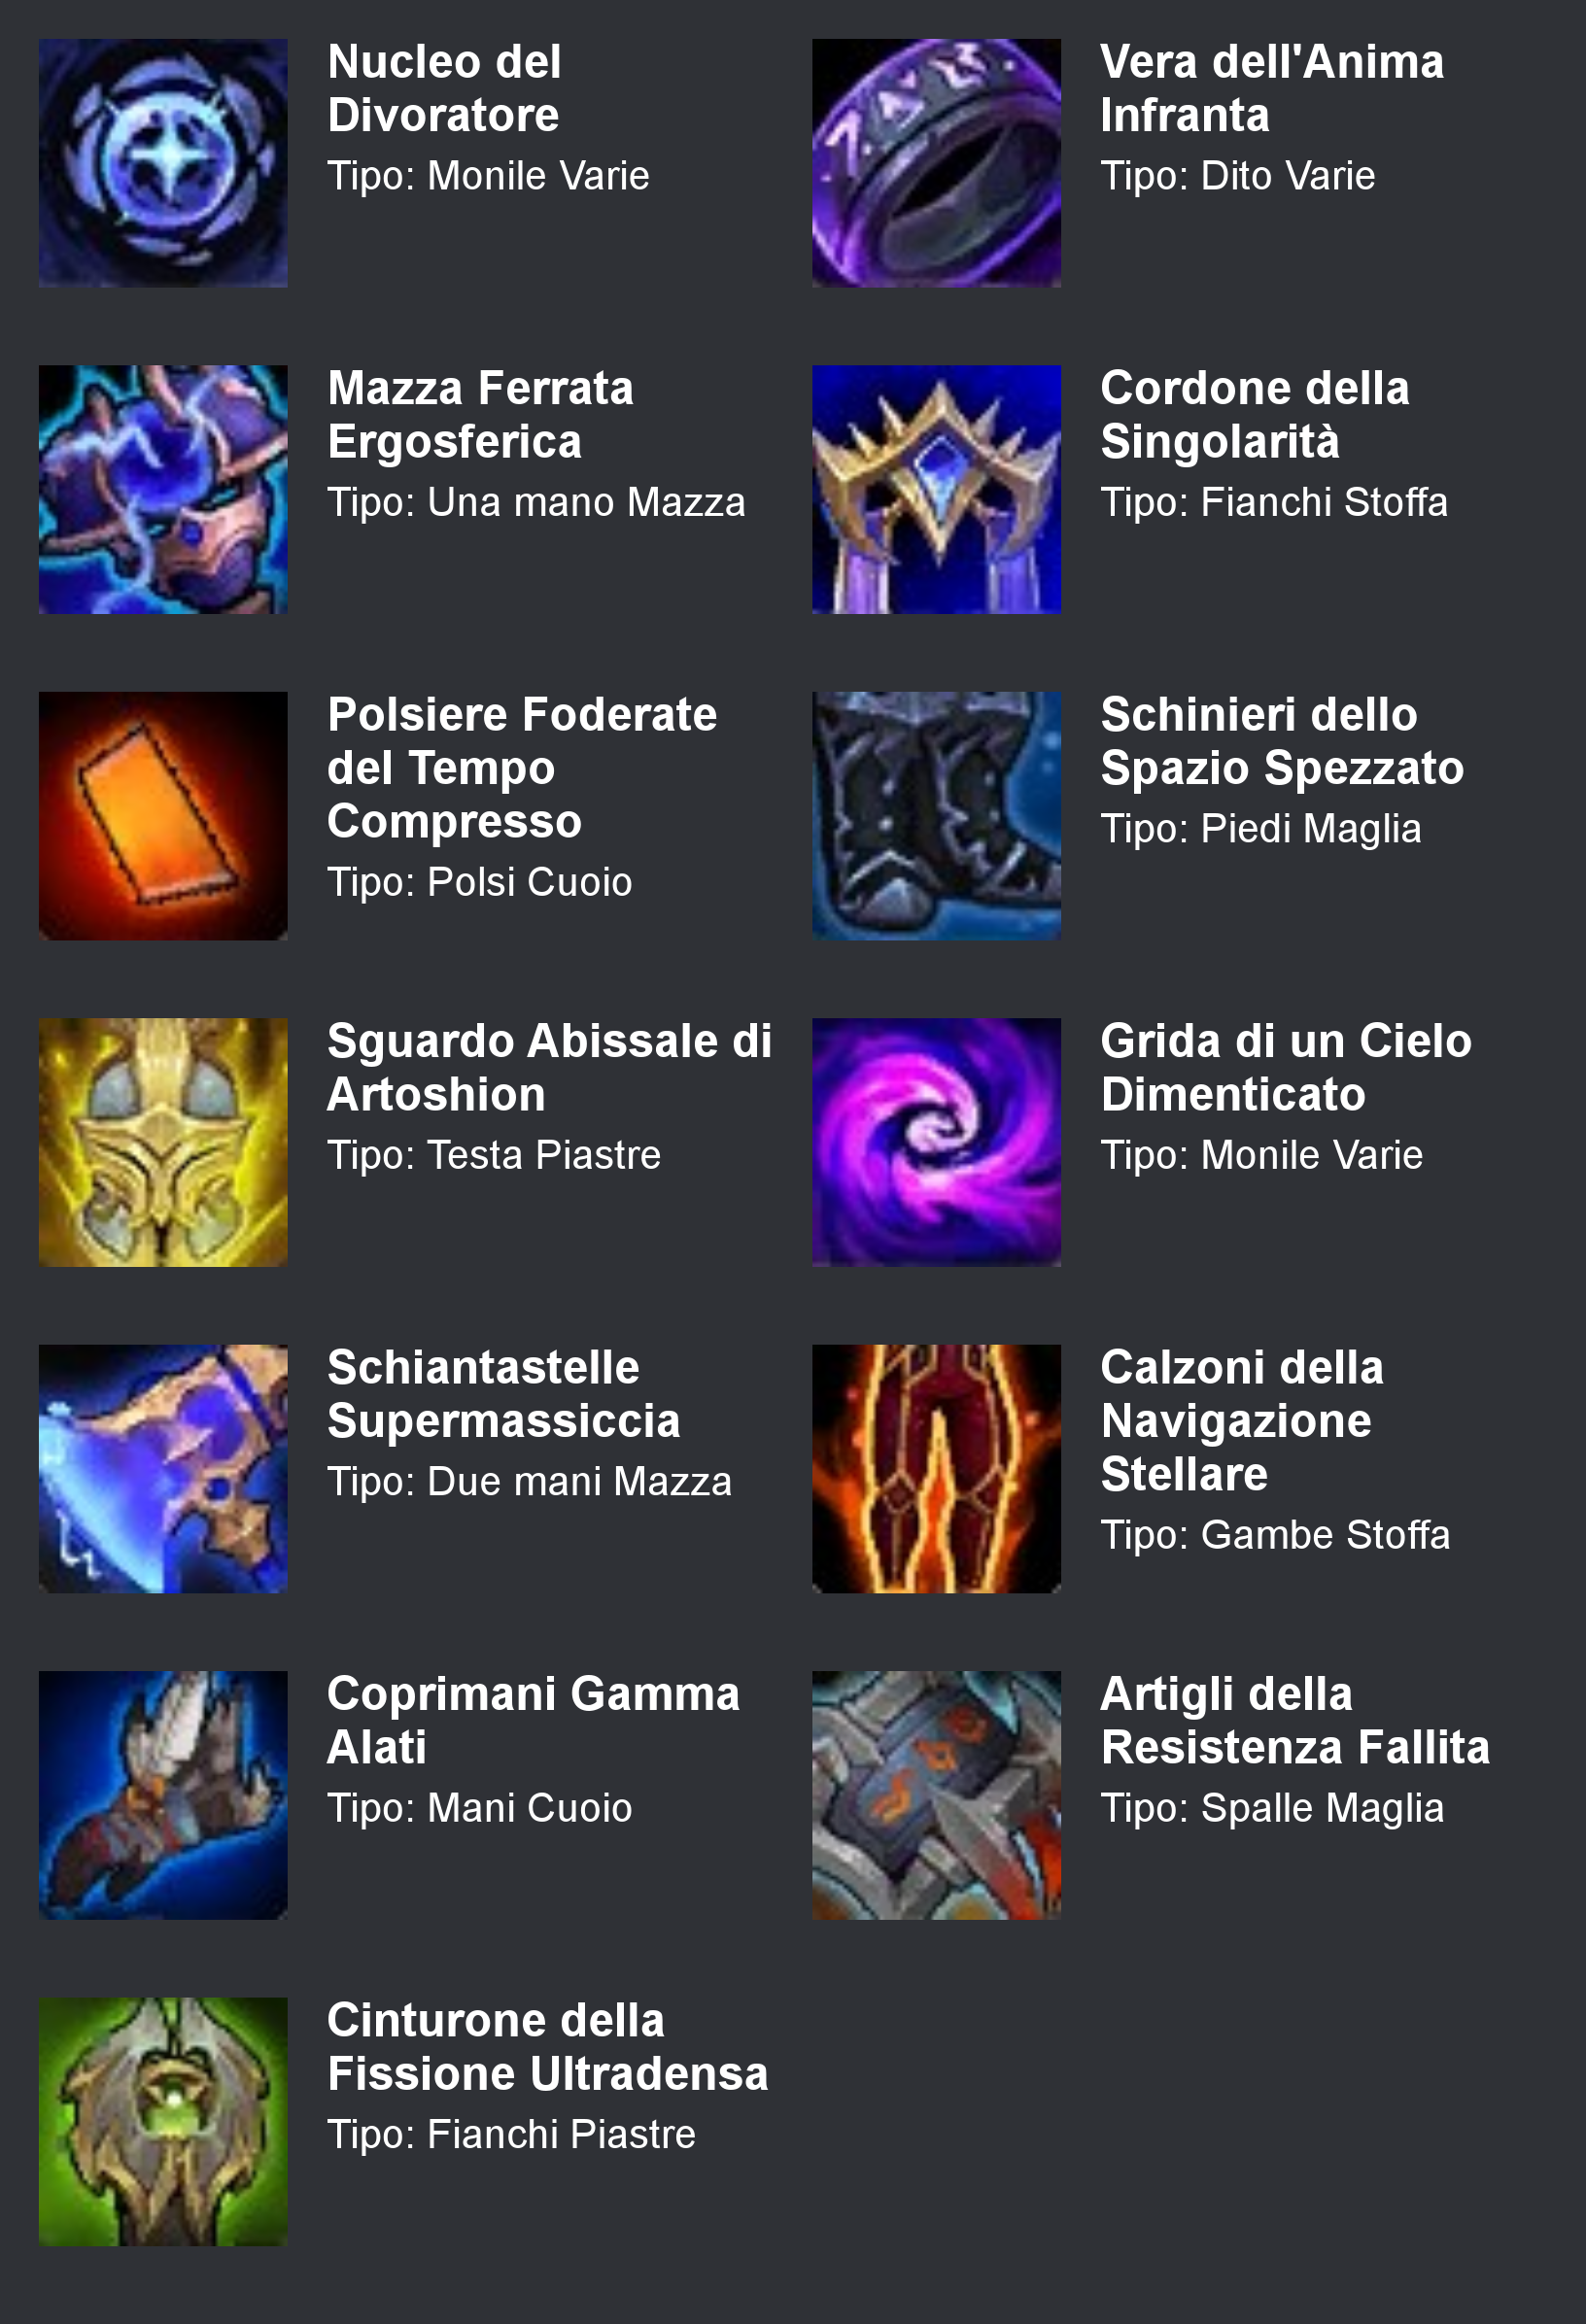 Nucleo del
Divoratore
Tipo: Monile Varie
Vera dell'Anima
Infranta
Tipo: Dito Varie
Mazza Ferrata
Ergosferica
Tipo: Una mano Mazza
Cordone della
Singolarità
Tipo: Fianchi Stoffa
Polsiere Foderate
del Tempo
Compresso
Tipo: Polsi Cuoio
Schinieri dello
Spazio Spezzato
Tipo: Piedi Maglia
Sguardo Abissale di
Artoshion
Tipo: Testa Piastre
Grida di un Cielo
Dimenticato
Tipo: Monile Varie
Schiantastelle
Supermassiccia
Tipo: Due mani Mazza
Calzoni della
Navigazione
Stellare
Tipo: Gambe Stoffa
Coprimani Gamma
Alati
Tipo: Mani Cuoio
Artigli della
Resistenza Fallita
Tipo: Spalle Maglia
Cinturone della
Fissione Ultradensa
Tipo: Fianchi Piastre